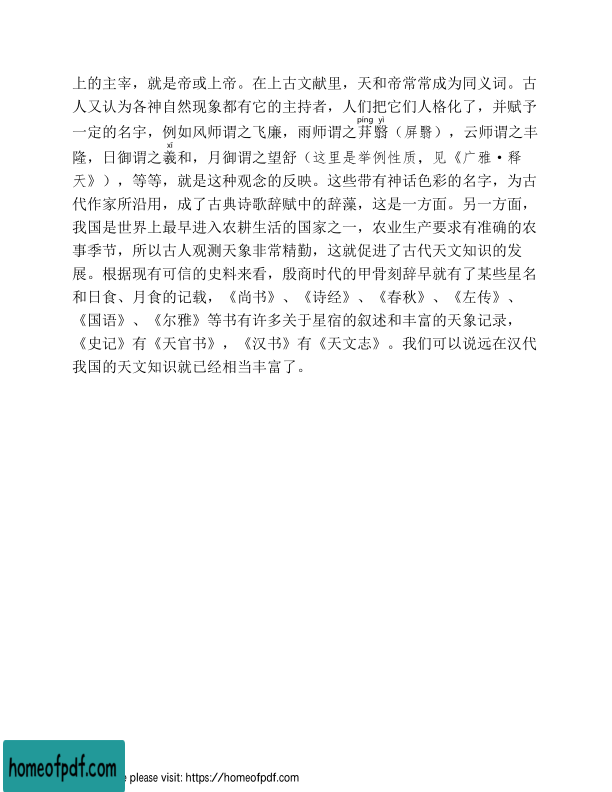 上的主宰，就是帝或上帝。在上古文献里，天和帝常常成为同义词。古
人又认为各神自然现象都有它的主持者，人们把它们人格化了，并赋予
píng yì
一定的名字，例如风师谓之飞廉，雨师谓之荓翳（屏翳），云师谓之丰
xī
隆，日御谓之羲和，月御谓之望舒（这里是举例性质，见《广雅·释
天》），等等，就是这种观念的反映。这些带有神话色彩的名字，为古
代作家所沿用，成了古典诗歌辞赋中的辞藻，这是一方面。另一方面，
我国是世界上最早进入农耕生活的国家之一，农业生产要求有准确的农
事季节，所以古人观测天象非常精勤，这就促进了古代天文知识的发
展。根据现有可信的史料来看，殷商时代的甲骨刻辞早就有了某些星名
和日食、月食的记载，《尚书》、《诗经》、《春秋》、《左传》、
《国语》、《尔雅》等书有许多关于星宿的叙述和丰富的天象记录，
《史记》有《天官书》，《汉书》有《天文志》。我们可以说远在汉代
我国的天文知识就已经相当丰富了。
homeofpdf.com
e please visit: https://homeofpdf.com